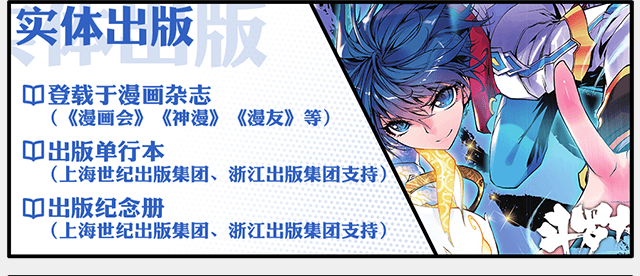 实体出版
登载于漫画杂志
（《漫画会》《神漫》《漫友》等）
出版单行本
（上海世纪出版集团、浙江出版集团支持）
出版纪念册
（上海世纪出版集团、浙江出版集团支持）